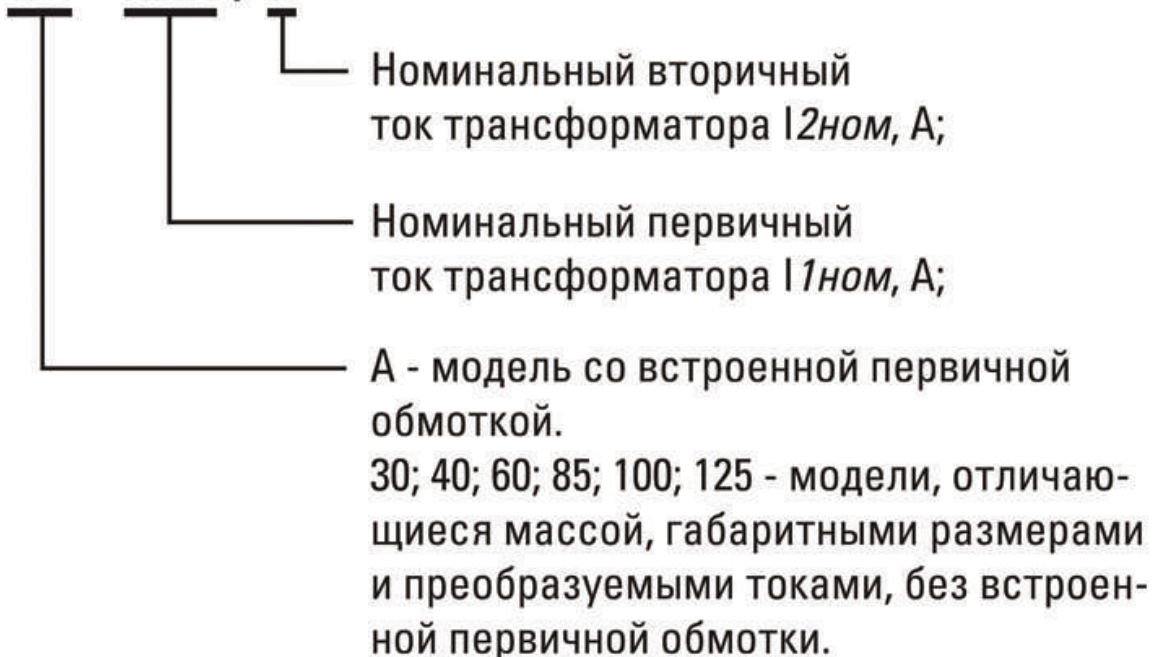 Номинальный вторичный
ток трансформатора I2ном, А;
Номинальный первичный
ток трансформатора I1ном, А;
А - модель со встроенной первичной
обмоткой.
30; 40; 60; 85; 100; 125 - модели, отличаю-
щиеся массой, габаритными размерами
и преобразуемыми токами, без встроен-
ной первичной обмотки.